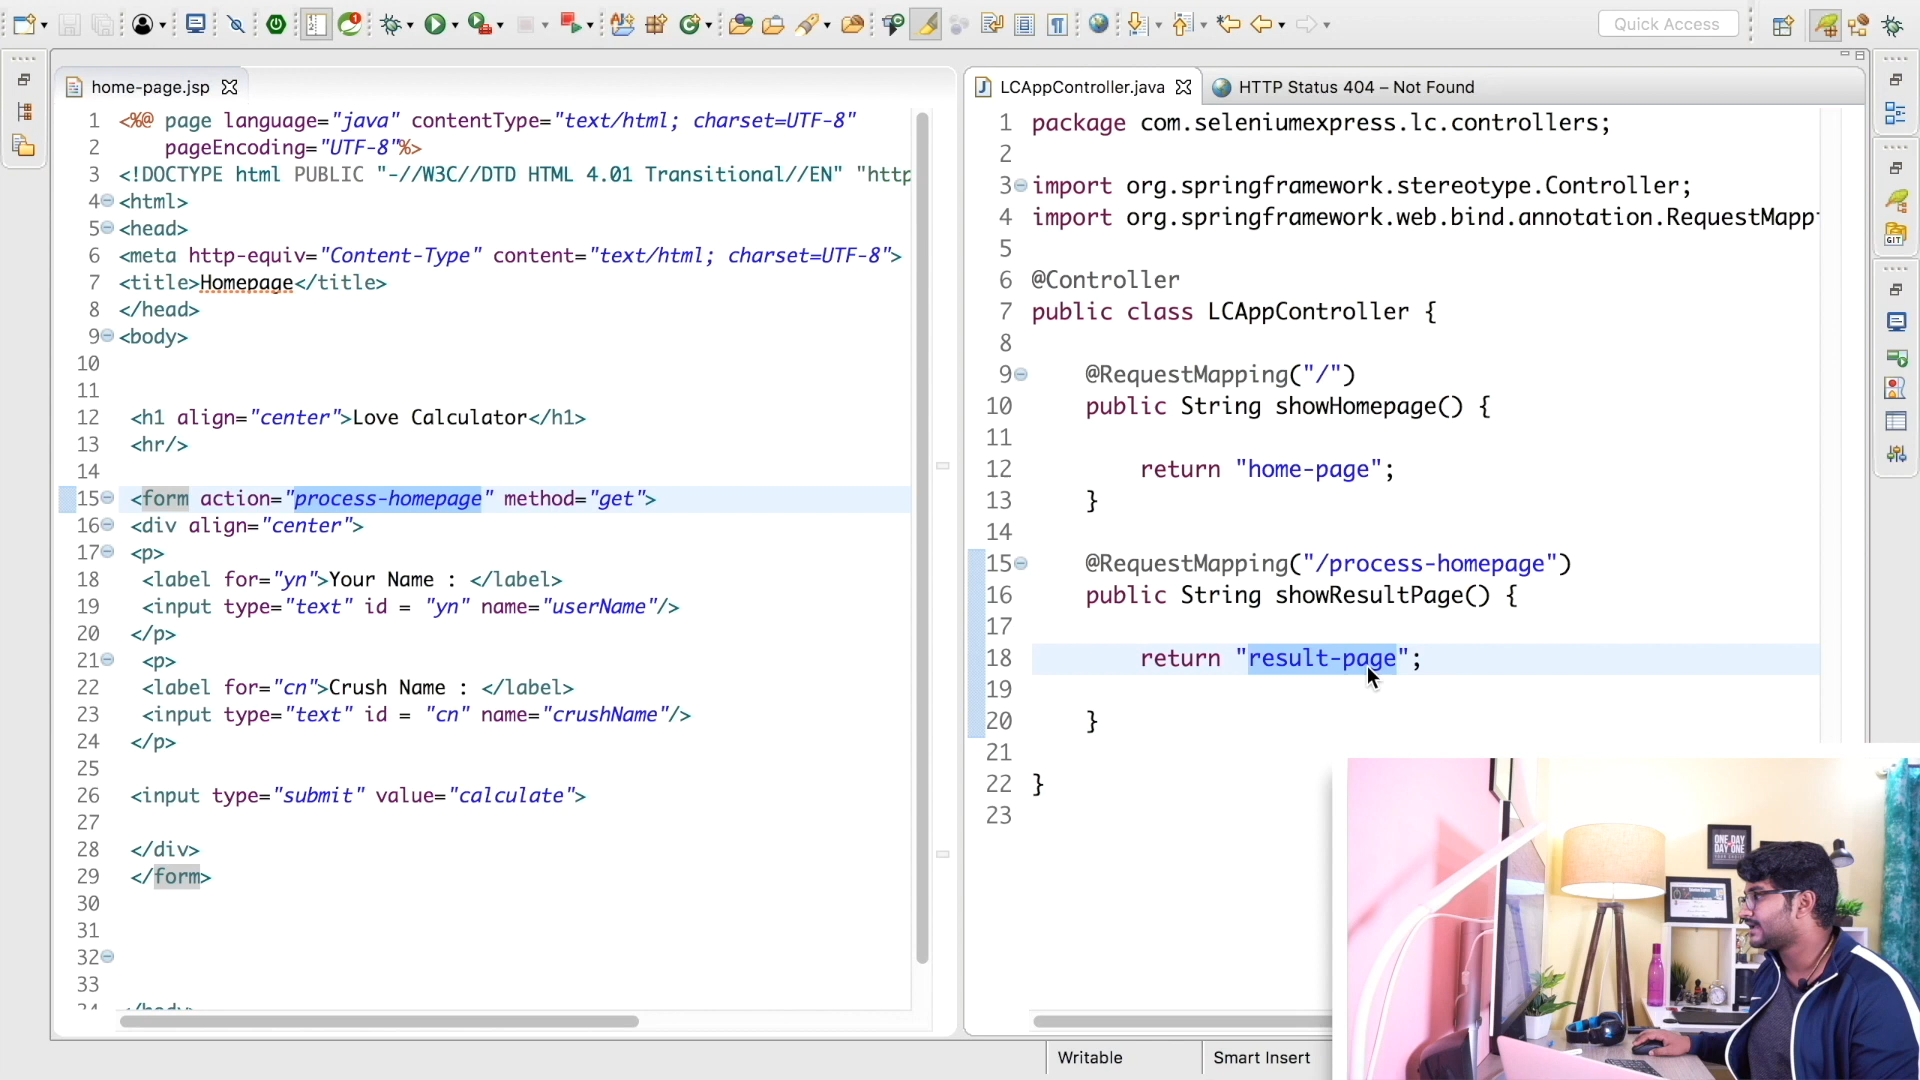 Quick Access
home-page.jsp
1 <%@ page language="java" contentType="text/html; charset=UTF-8"
2 pageEncoding="UTF-8"%>
3 <!DOCTYPE html PUBLIC "-//W3C//DTD HTML 4.01 Transitional//EN" "http
4 <html>
5 <head>
6 <meta http-equiv="Content-Type" content="text/html; charset=UTF-8">
7 <title>Homepage</title>
8 </head>
9 <body>
10
11
12 <h1 align="center">Love Calculator</h1>
13 <hr/>
14
15 <form action="process-homepage" method="get">
16 <div align="center">
17 <p>
18 <label for="yn">Your Name : </label>
19 <input type="text" id = "yn" name="userName"/>
20 </p>
21 <p>
22 <label for="cn">Crush Name : </label>
23 <input type="text" id = "cn" name="crushName"/>
24 </p>
25
26 <input type="submit" value="calculate">
27
28 </div>
29 </form>
30
31
32
33
34 </body>
LCAppController.java
HTTP Status 404 – Not Found
1 package com.seleniumexpress.lc.controllers;
2
3 import org.springframework.stereotype.Controller;
4 import org.springframework.web.bind.annotation.RequestMapp
5
6 @Controller
7 public class LCAppController {
8
9 @RequestMapping("/")
10 public String showHomepage() {
11
12 return "home-page";
13 }
14
15 @RequestMapping("/process-homepage")
16 public String showResultPage() {
17
18 return "result-page";
19
20 }
21
22 }
23
GIT
ONE DAY
DAY ONE
Writable
Smart Insert